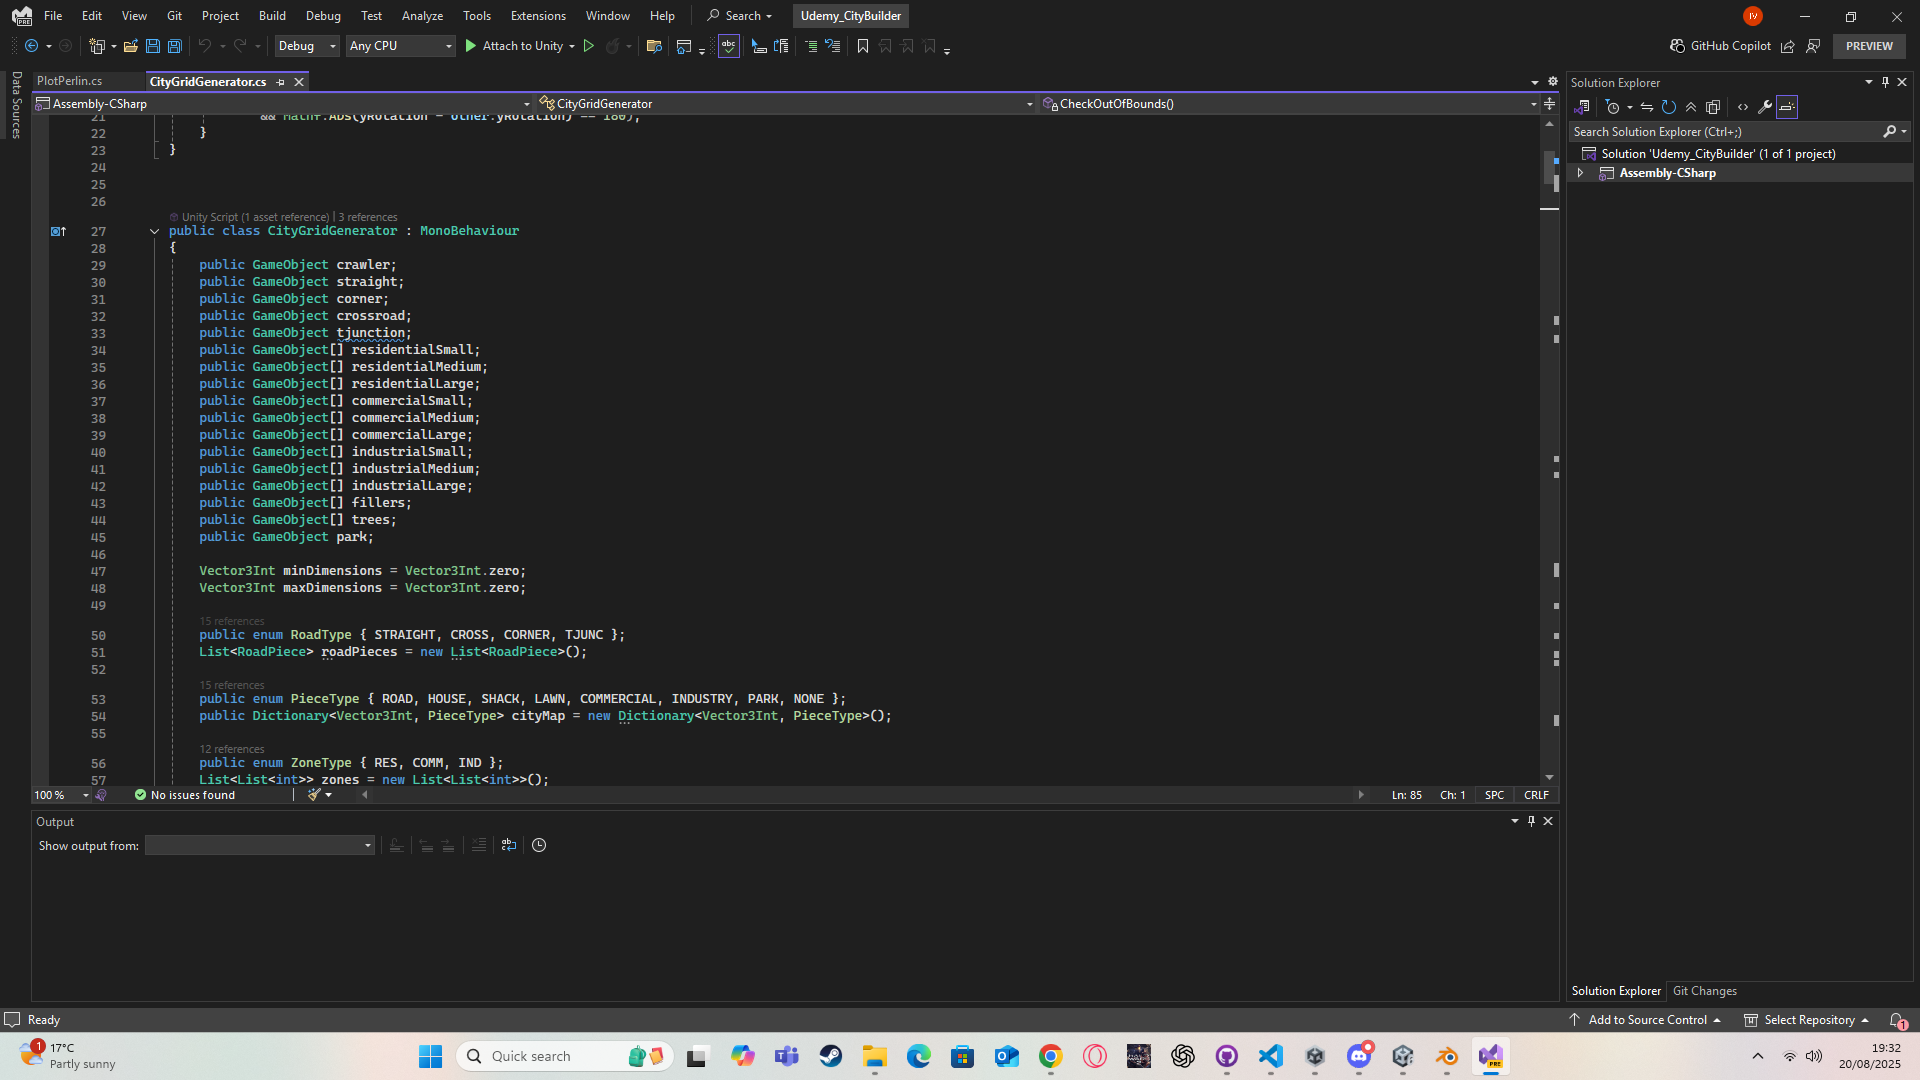 File Edit View Git Project Build Debug Test Analyze Tools Extensions Window Help Search Udemy_CityBuilder IV
Debug Any CPU Attach to Unity abc GitHub Copilot PREVIEW
Data Sources
PlotPerlin.cs CityGridGenerator.cs
Assembly-CSharp CityGridGenerator CheckOutOfBounds()
21 && Mathf.Abs(yRotation - other.yRotation) == 180);
22 }
23 }
24
25
26
Unity Script (1 asset reference) | 3 references
27 public class CityGridGenerator : MonoBehaviour
28 {
29 public GameObject crawler;
30 public GameObject straight;
31 public GameObject corner;
32 public GameObject crossroad;
33 public GameObject tjunction;
34 public GameObject[] residentialSmall;
35 public GameObject[] residentialMedium;
36 public GameObject[] residentialLarge;
37 public GameObject[] commercialSmall;
38 public GameObject[] commercialMedium;
39 public GameObject[] commercialLarge;
40 public GameObject[] industrialSmall;
41 public GameObject[] industrialMedium;
42 public GameObject[] industrialLarge;
43 public GameObject[] fillers;
44 public GameObject[] trees;
45 public GameObject park;
46
47 Vector3Int minDimensions = Vector3Int.zero;
48 Vector3Int maxDimensions = Vector3Int.zero;
49
15 references
50 public enum RoadType { STRAIGHT, CROSS, CORNER, TJUNC };
51 List<RoadPiece> roadPieces = new List<RoadPiece>();
52
15 references
53 public enum PieceType { ROAD, HOUSE, SHACK, LAWN, COMMERCIAL, INDUSTRY, PARK, NONE };
54 public Dictionary<Vector3Int, PieceType> cityMap = new Dictionary<Vector3Int, PieceType>();
55
12 references
56 public enum ZoneType { RES, COMM, IND };
57 List<List<int>> zones = new List<List<int>>();
100 % No issues found Ln: 85 Ch: 1 SPC CRLF
Output
Show output from:
Solution Explorer
Search Solution Explorer (Ctrl+;)
Solution 'Udemy_CityBuilder' (1 of 1 project)
Assembly-CSharp
Solution Explorer Git Changes
Ready Add to Source Control Select Repository 1
1 17°C
Partly sunny
Quick search
PRE
19:32
20/08/2025